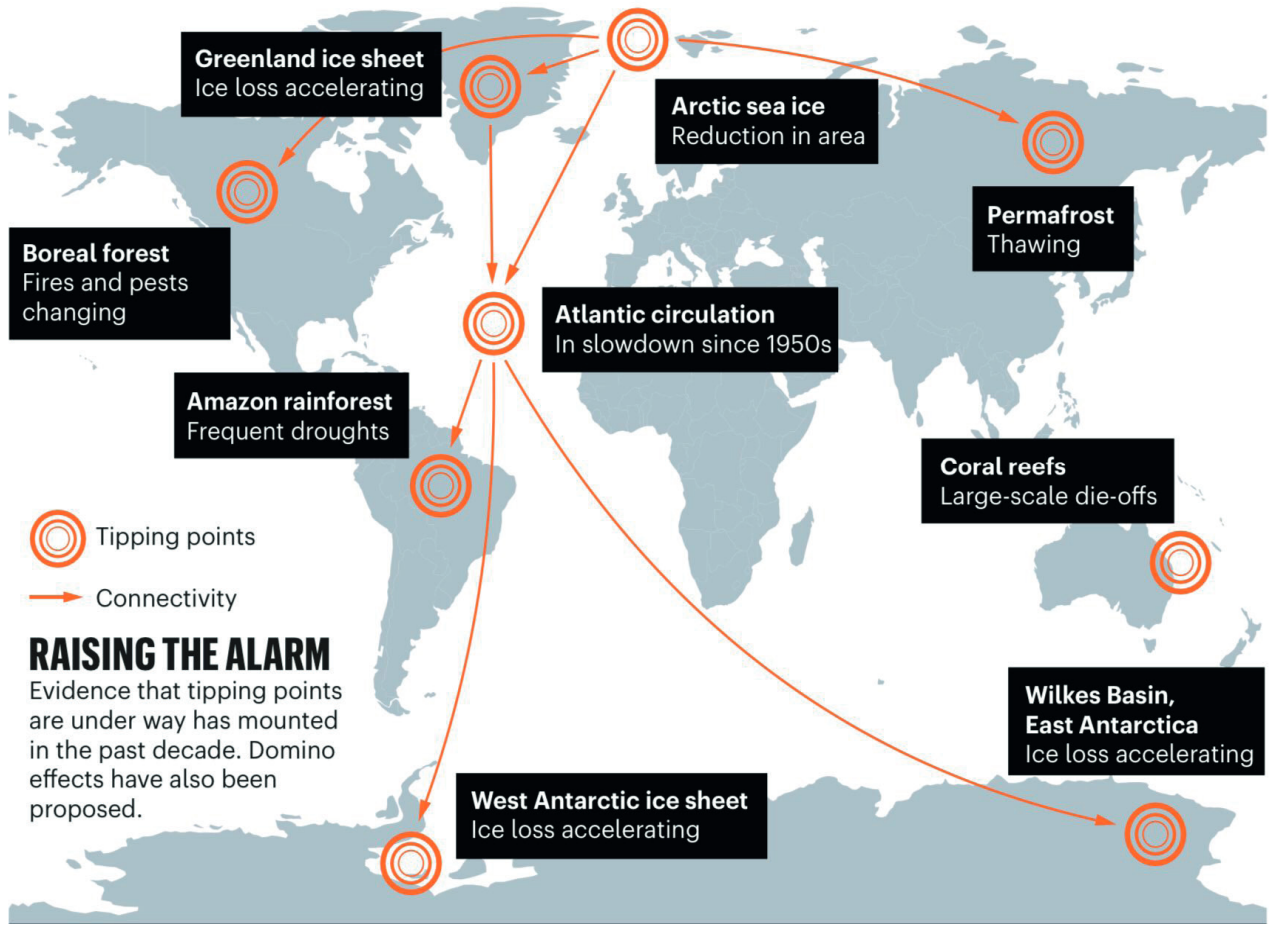 Greenland ice sheet
Ice loss accelerating
Arctic sea ice
Reduction in area
Permafrost
Thawing
Boreal forest
Fires and pests
changing
Atlantic circulation
In slowdown since 1950s
Amazon rainforest
Frequent droughts
Coral reefs
Large-scale die-offs
Tipping points
Connectivity
RAISING THE ALARM
Evidence that tipping points
are under way has mounted
in the past decade. Domino
effects have also been
proposed.
Wilkes Basin,
East Antarctica
Ice loss accelerating
West Antarctic ice sheet
Ice loss accelerating